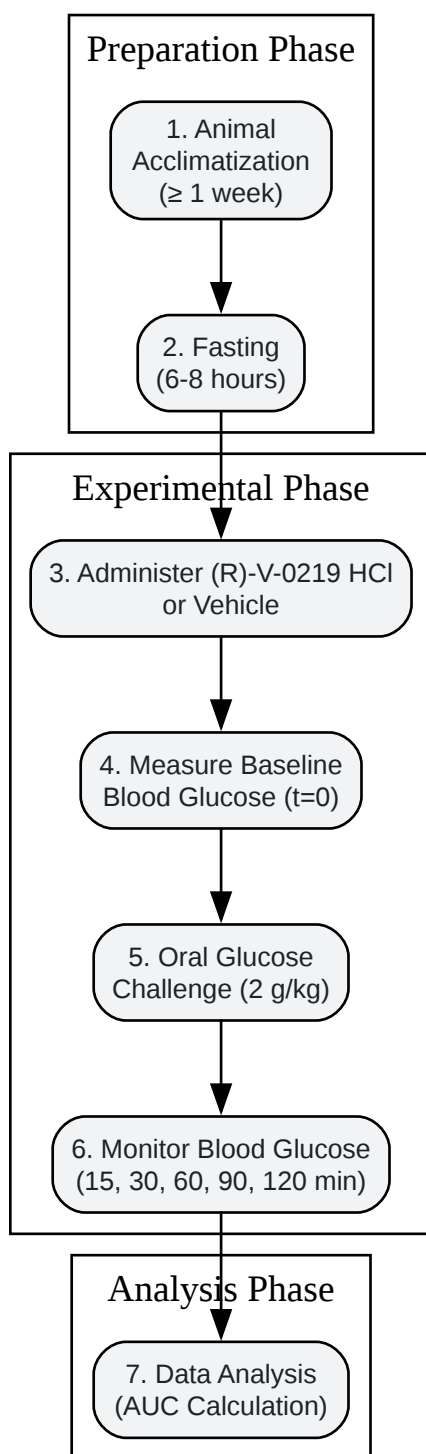 Preparation Phase
1. Animal
Acclimatization
(≥ 1 week)
2. Fasting
(6-8 hours)
Experimental Phase
3. Administer (R)-V-0219 HCl
or Vehicle
4. Measure Baseline
Blood Glucose (t=0)
5. Oral Glucose
Challenge (2 g/kg)
6. Monitor Blood Glucose
(15, 30, 60, 90, 120 min)
Analysis Phase
7. Data Analysis
(AUC Calculation)